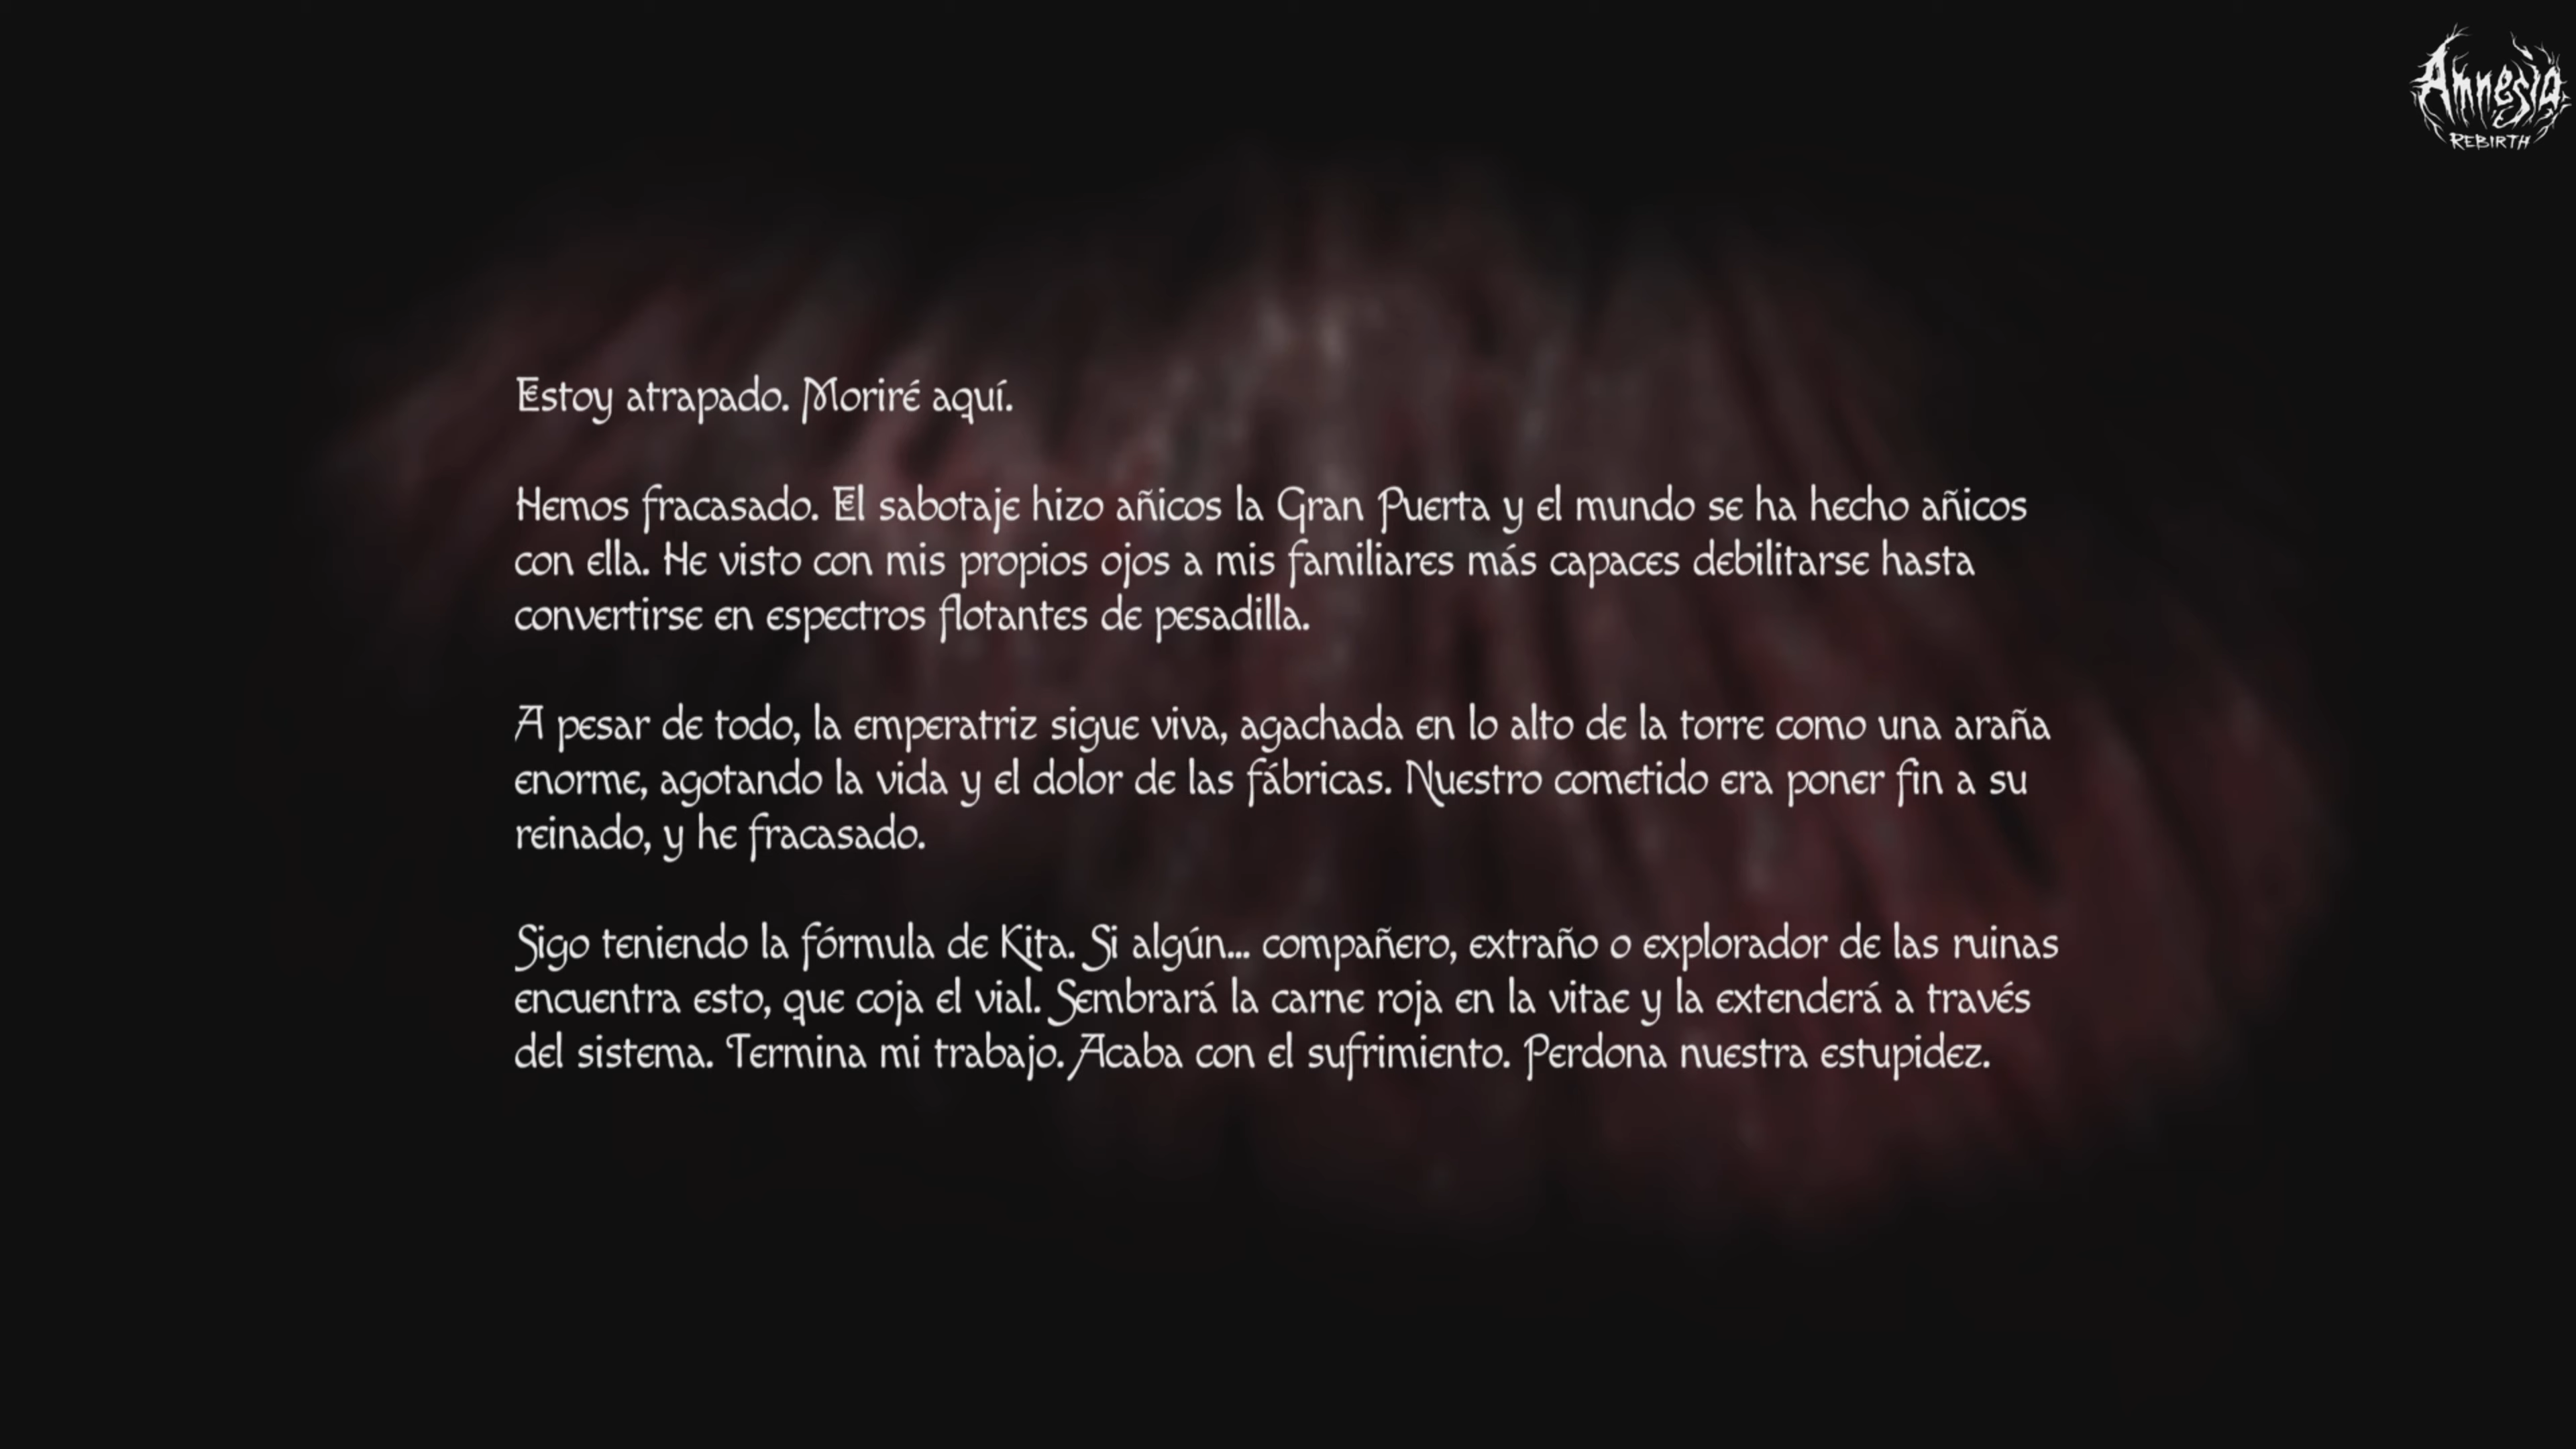 Amnesia
REBIRTH
Estoy atrapado. Moriré aquí.
Hemos fracasado. El sabotaje hizo añicos la Gran Puerta y el mundo se ha hecho añicos
con ella. He visto con mis propios ojos a mis familiares más capaces debilitarse hasta
convertirse en espectros flotantes de pesadilla.
A pesar de todo, la emperatriz sigue viva, agachada en lo alto de la torre como una araña
enorme, agotando la vida y el dolor de las fábricas. Nuestro cometido era poner fin a su
reinado, y he fracasado.
Sigo teniendo la fórmula de Kita. Si algún... compañero, extraño o explorador de las ruinas
encuentra esto, que coja el vial. Sembrará la carne roja en la vitae y la extenderá a través
del sistema. Termina mi trabajo. Acaba con el sufrimiento. Perdona nuestra estupidez.